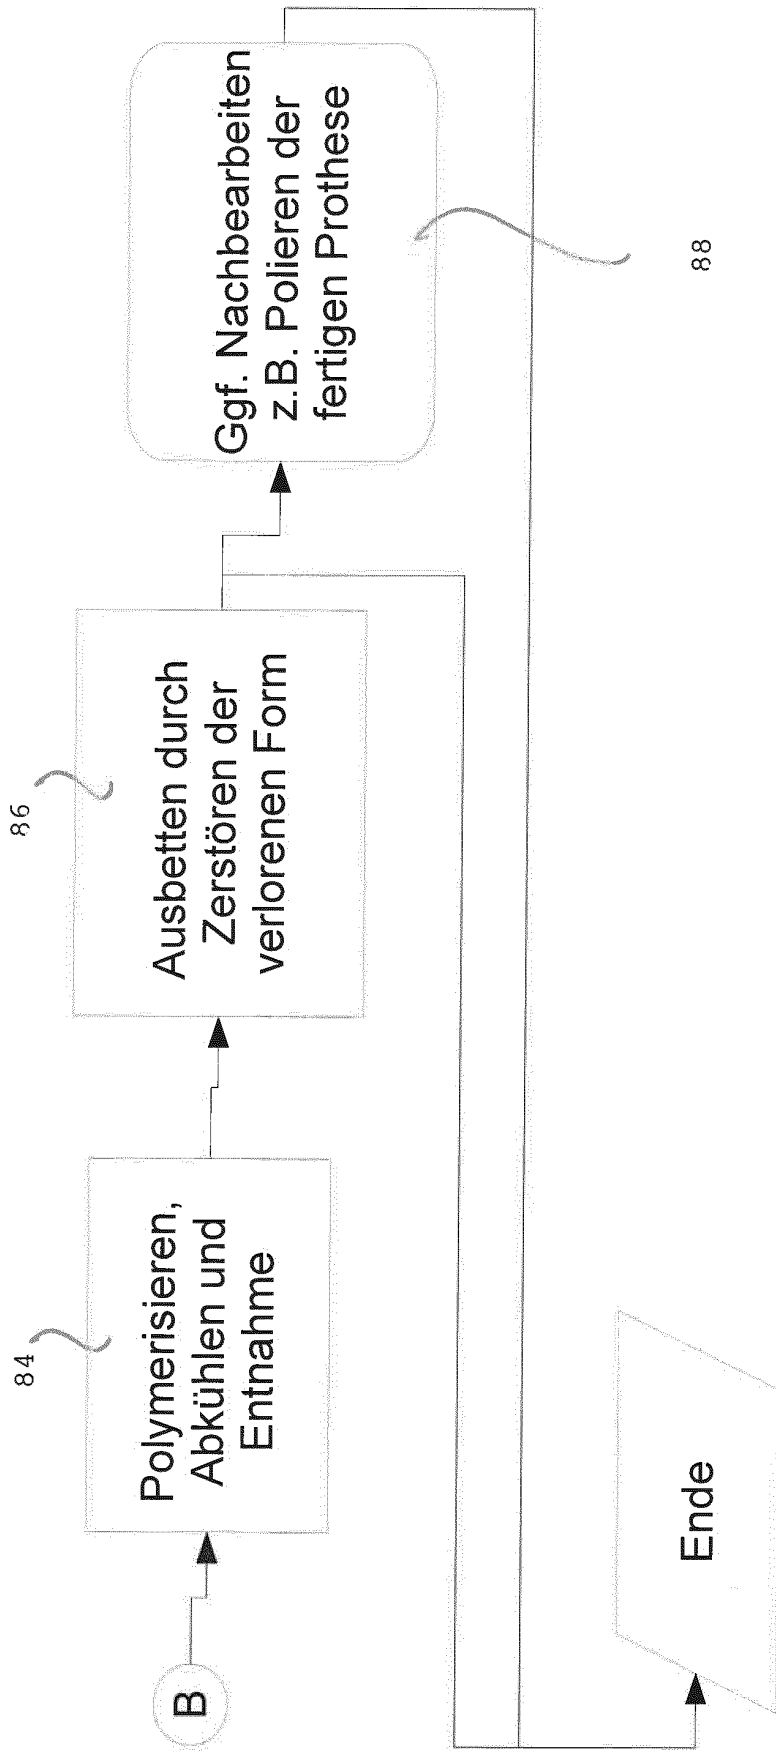 B
84
Polymerisieren,
Abkühlen und
Entnahme
86
Ausbetten durch
Zerstören der
verlorenen Form
Ggf. Nachbearbeiten
z.B. Polieren der
fertigen Prothese
88
Ende